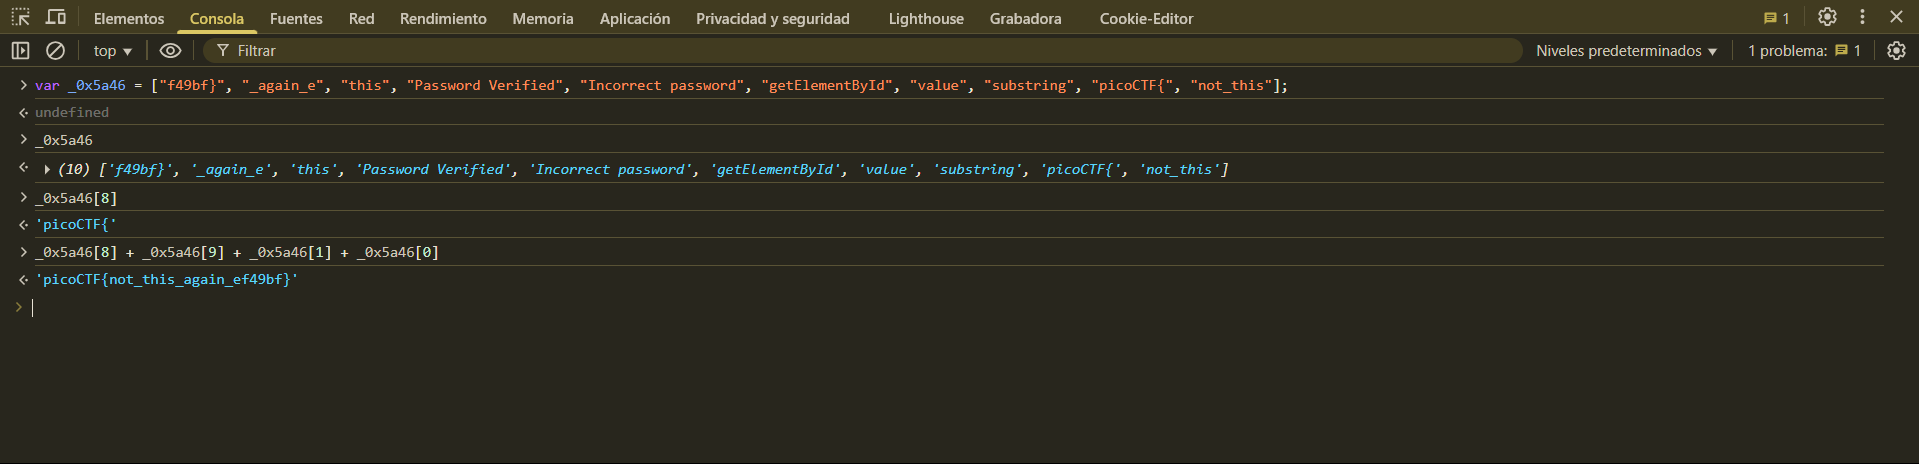 Elementos Consola Fuentes Red Rendimiento Memoria Aplicación Privacidad y seguridad Lighthouse Grabadora Cookie-Editor 1
top Filtrar Niveles predeterminados 1 problema: 1
var _0x5a46 = ["f49bf}", "_again_e", "this", "Password Verified", "Incorrect password", "getElementById", "value", "substring", "picoCTF{", "not_this"];
undefined
_0x5a46
(10) ['f49bf}', '_again_e', 'this', 'Password Verified', 'Incorrect password', 'getElementById', 'value', 'substring', 'picoCTF{', 'not_this']
_0x5a46[8]
'picoCTF{'
_0x5a46[8] + _0x5a46[9] + _0x5a46[1] + _0x5a46[0]
'picoCTF{not_this_again_ef49bf}'